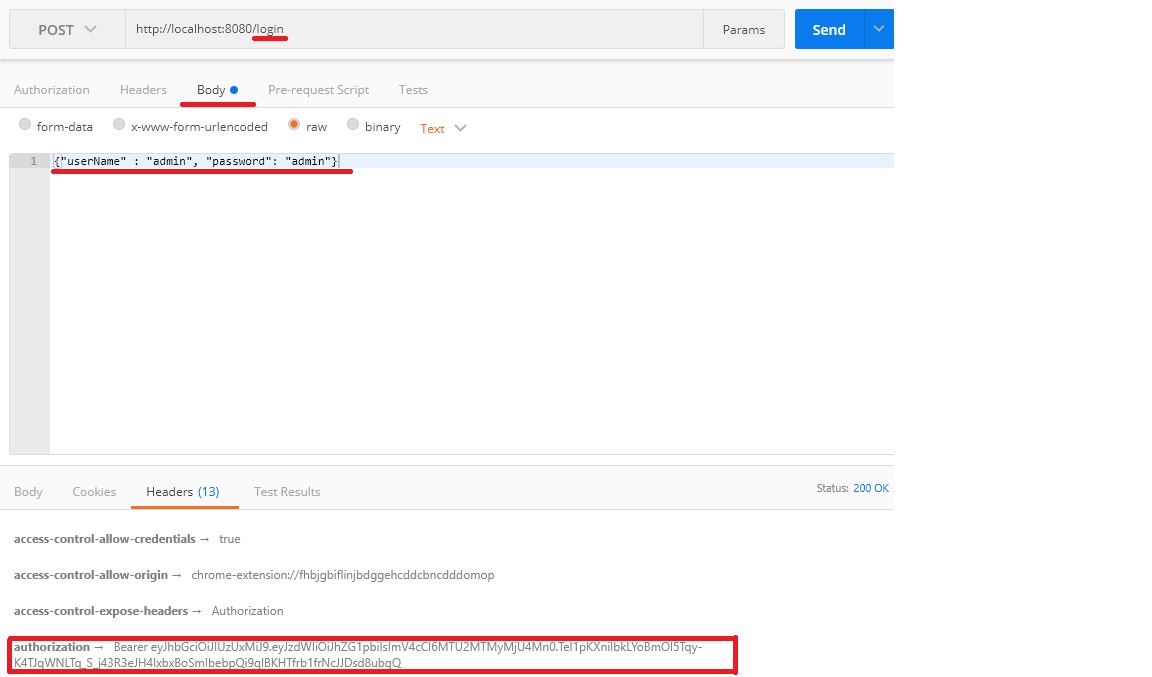 POST http://localhost:8080/login Params Send
Authorization Headers Body Pre-request Script Tests
form-data x-www-form-urlencoded raw binary Text
1 {"userName" : "admin", "password": "admin"}
Body Cookies Headers (13) Test Results Status: 200 OK
access-control-allow-credentials → true
access-control-allow-origin → chrome-extension://fhbjgbiflinjbdggehcddcbncdddomop
access-control-expose-headers → Authorization
authorization → Bearer eyJhbGciOiJIUzUxMiJ9.eyJzdWIiOiJhZG1pbiIsImV4cCI6MTU2MTMyMjU4Mn0.TeI1pKXniIbkLYoBmOI5Tqy-
K4TJqWNLTq_S_j43R3eJH4IxbxBoSmlbebpQi9qlBKHTfrb1frNcJJDsd8ubqQ